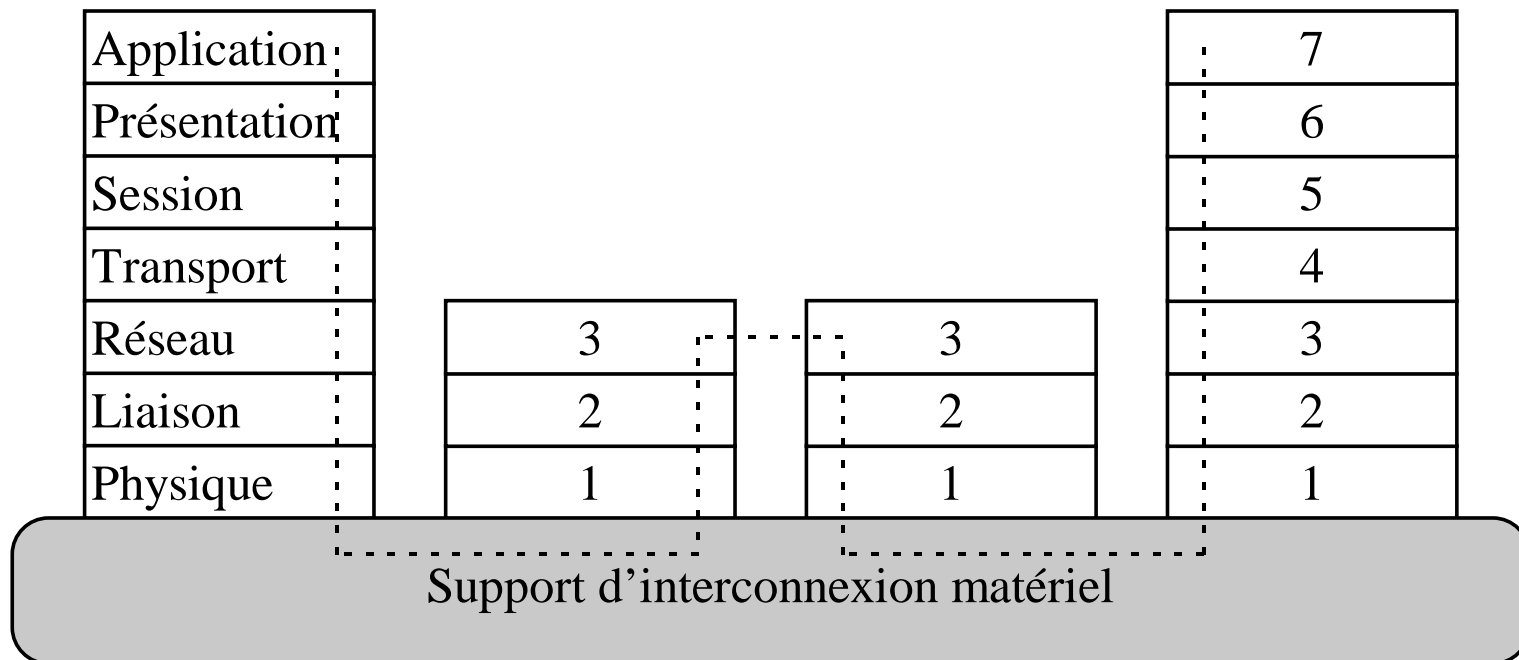 Application 7
Présentation 6
Session 5
Transport 4
Réseau 3 3 3
Liaison 2 2 2
Physique 1 1 1
Support d’interconnexion matériel